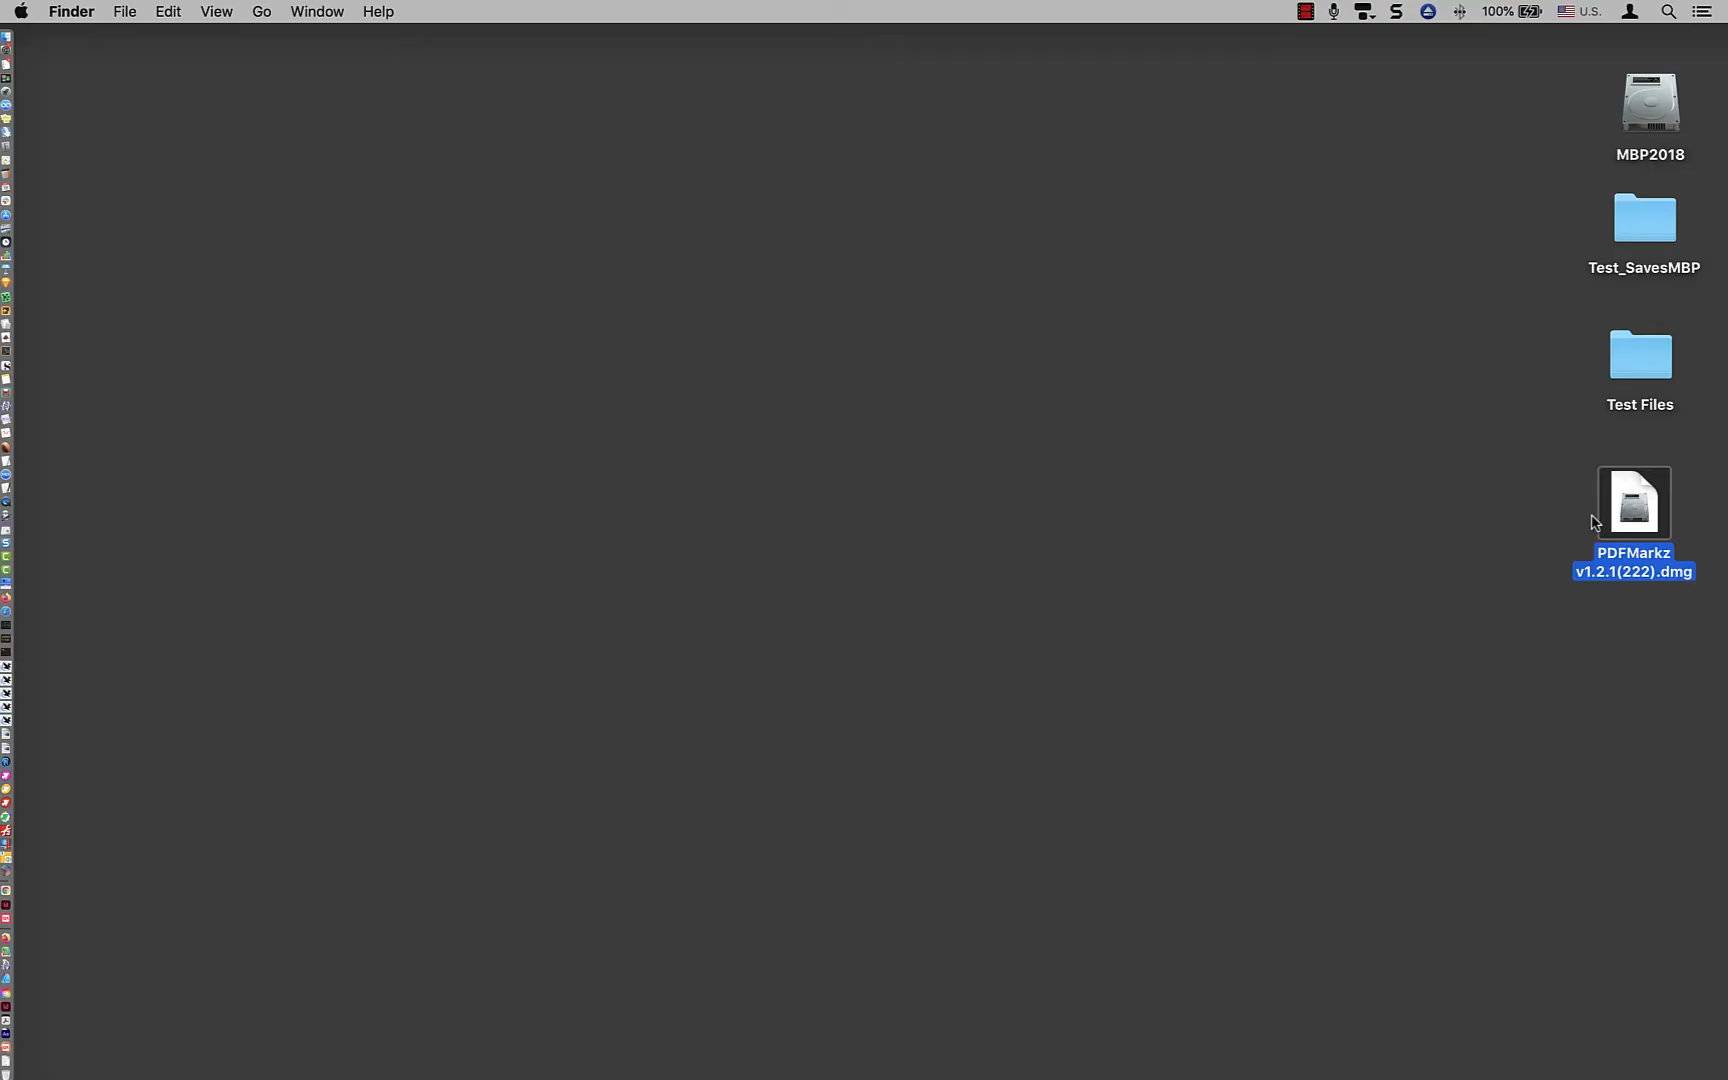 Finder File Edit View Go Window Help 100% U.S.
MBP2018
Test_SavesMBP
Test Files
PDFMarkz
v1.2.1(222).dmg